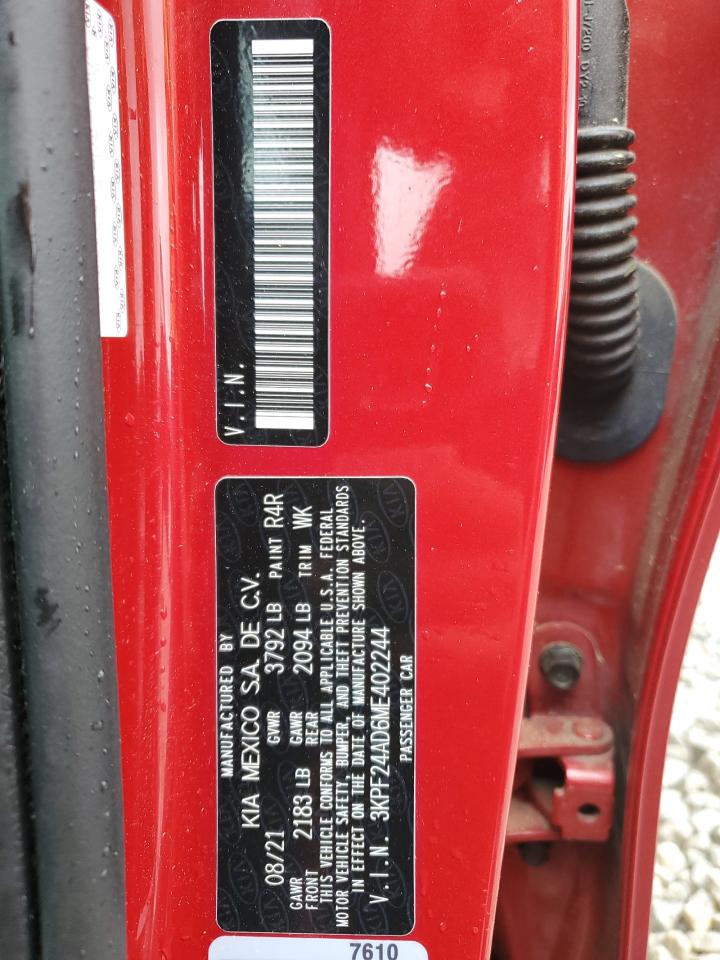 V.I.N.
MANUFACTURED BY
KIA MEXICO S.A. DE C.V.
08/21 GVWR 3792 LB PAINT R4R
GAWR FRONT 2183 LB GAWR REAR 2094 LB TRIM WK
THIS VEHICLE CONFORMS TO ALL APPLICABLE U.S.A. FEDERAL
MOTOR VEHICLE SAFETY, BUMPER, AND THEFT PREVENTION STANDARDS
IN EFFECT ON THE DATE OF MANUFACTURE SHOWN ABOVE.
V.I.N. 3KPF24AD6ME402244
PASSENGER CAR
7610